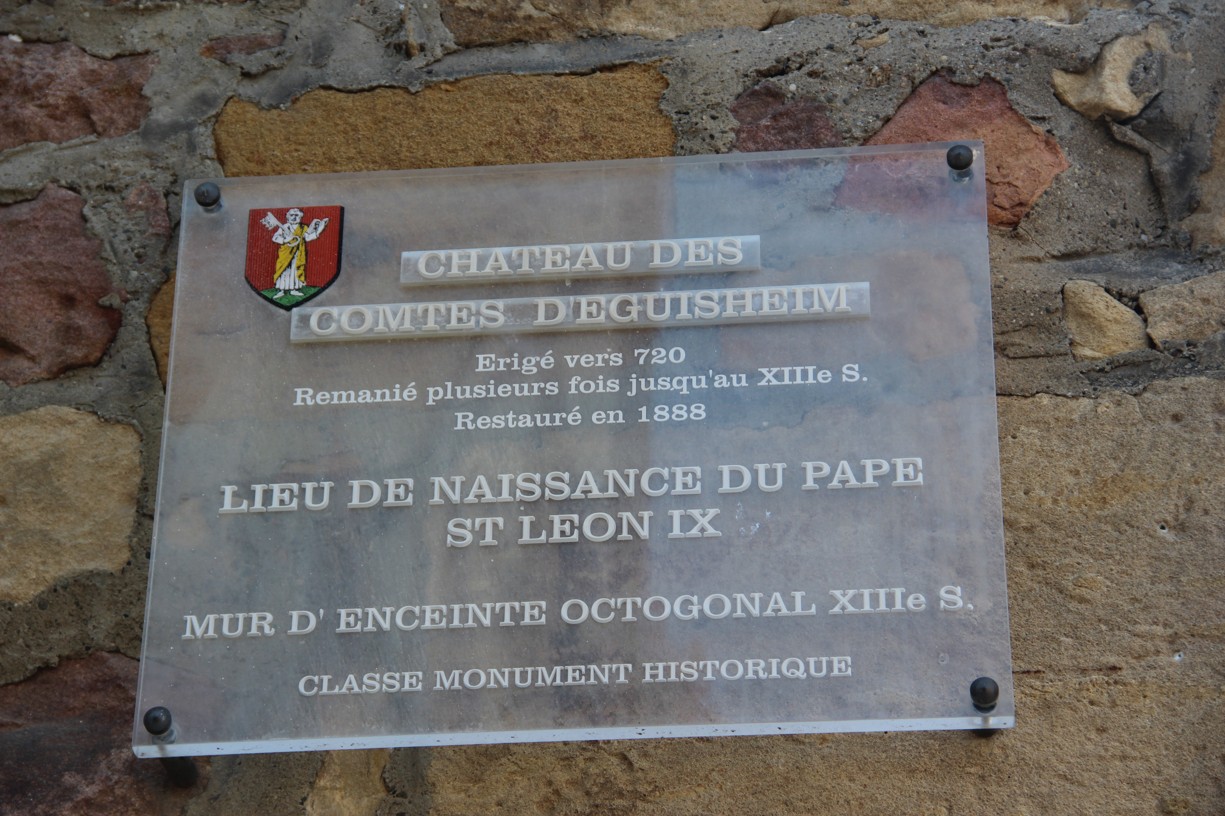 CHATEAU DES
COMTES D'EGUISHEIM
Erigé vers 720
Remanié plusieurs fois jusqu'au XIIIe S.
Restauré en 1888
LIEU DE NAISSANCE DU PAPE
ST LEON IX
MUR D' ENCEINTE OCTOGONAL XIIIe S.
CLASSE MONUMENT HISTORIQUE